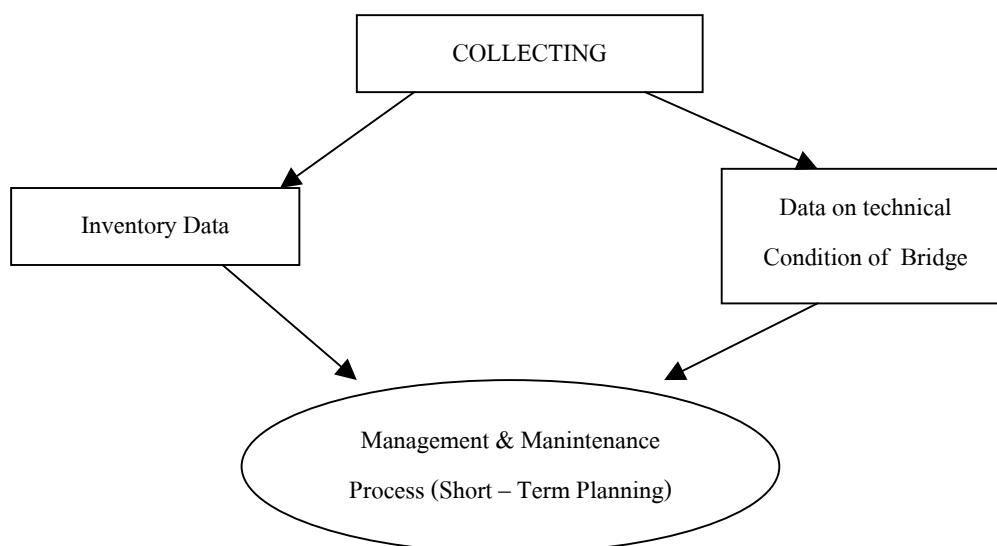 COLLECTING
Inventory Data
Data on technical
Condition of Bridge
Management & Manintenance
Process (Short – Term Planning)